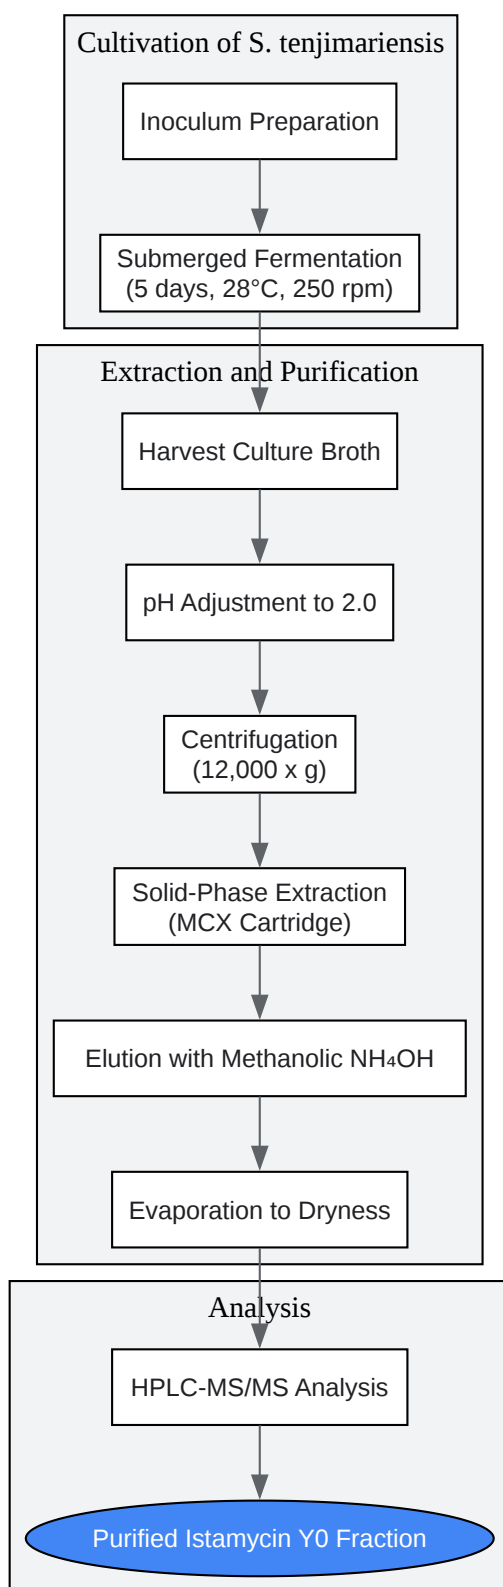 Cultivation of S. tenjimariensis
Inoculum Preparation
Submerged Fermentation
(5 days, 28°C, 250 rpm)
Extraction and Purification
Harvest Culture Broth
pH Adjustment to 2.0
Centrifugation
(12,000 x g)
Solid-Phase Extraction
(MCX Cartridge)
Elution with Methanolic NH₄OH
Evaporation to Dryness
Analysis
HPLC-MS/MS Analysis
Purified Istamycin Y0 Fraction